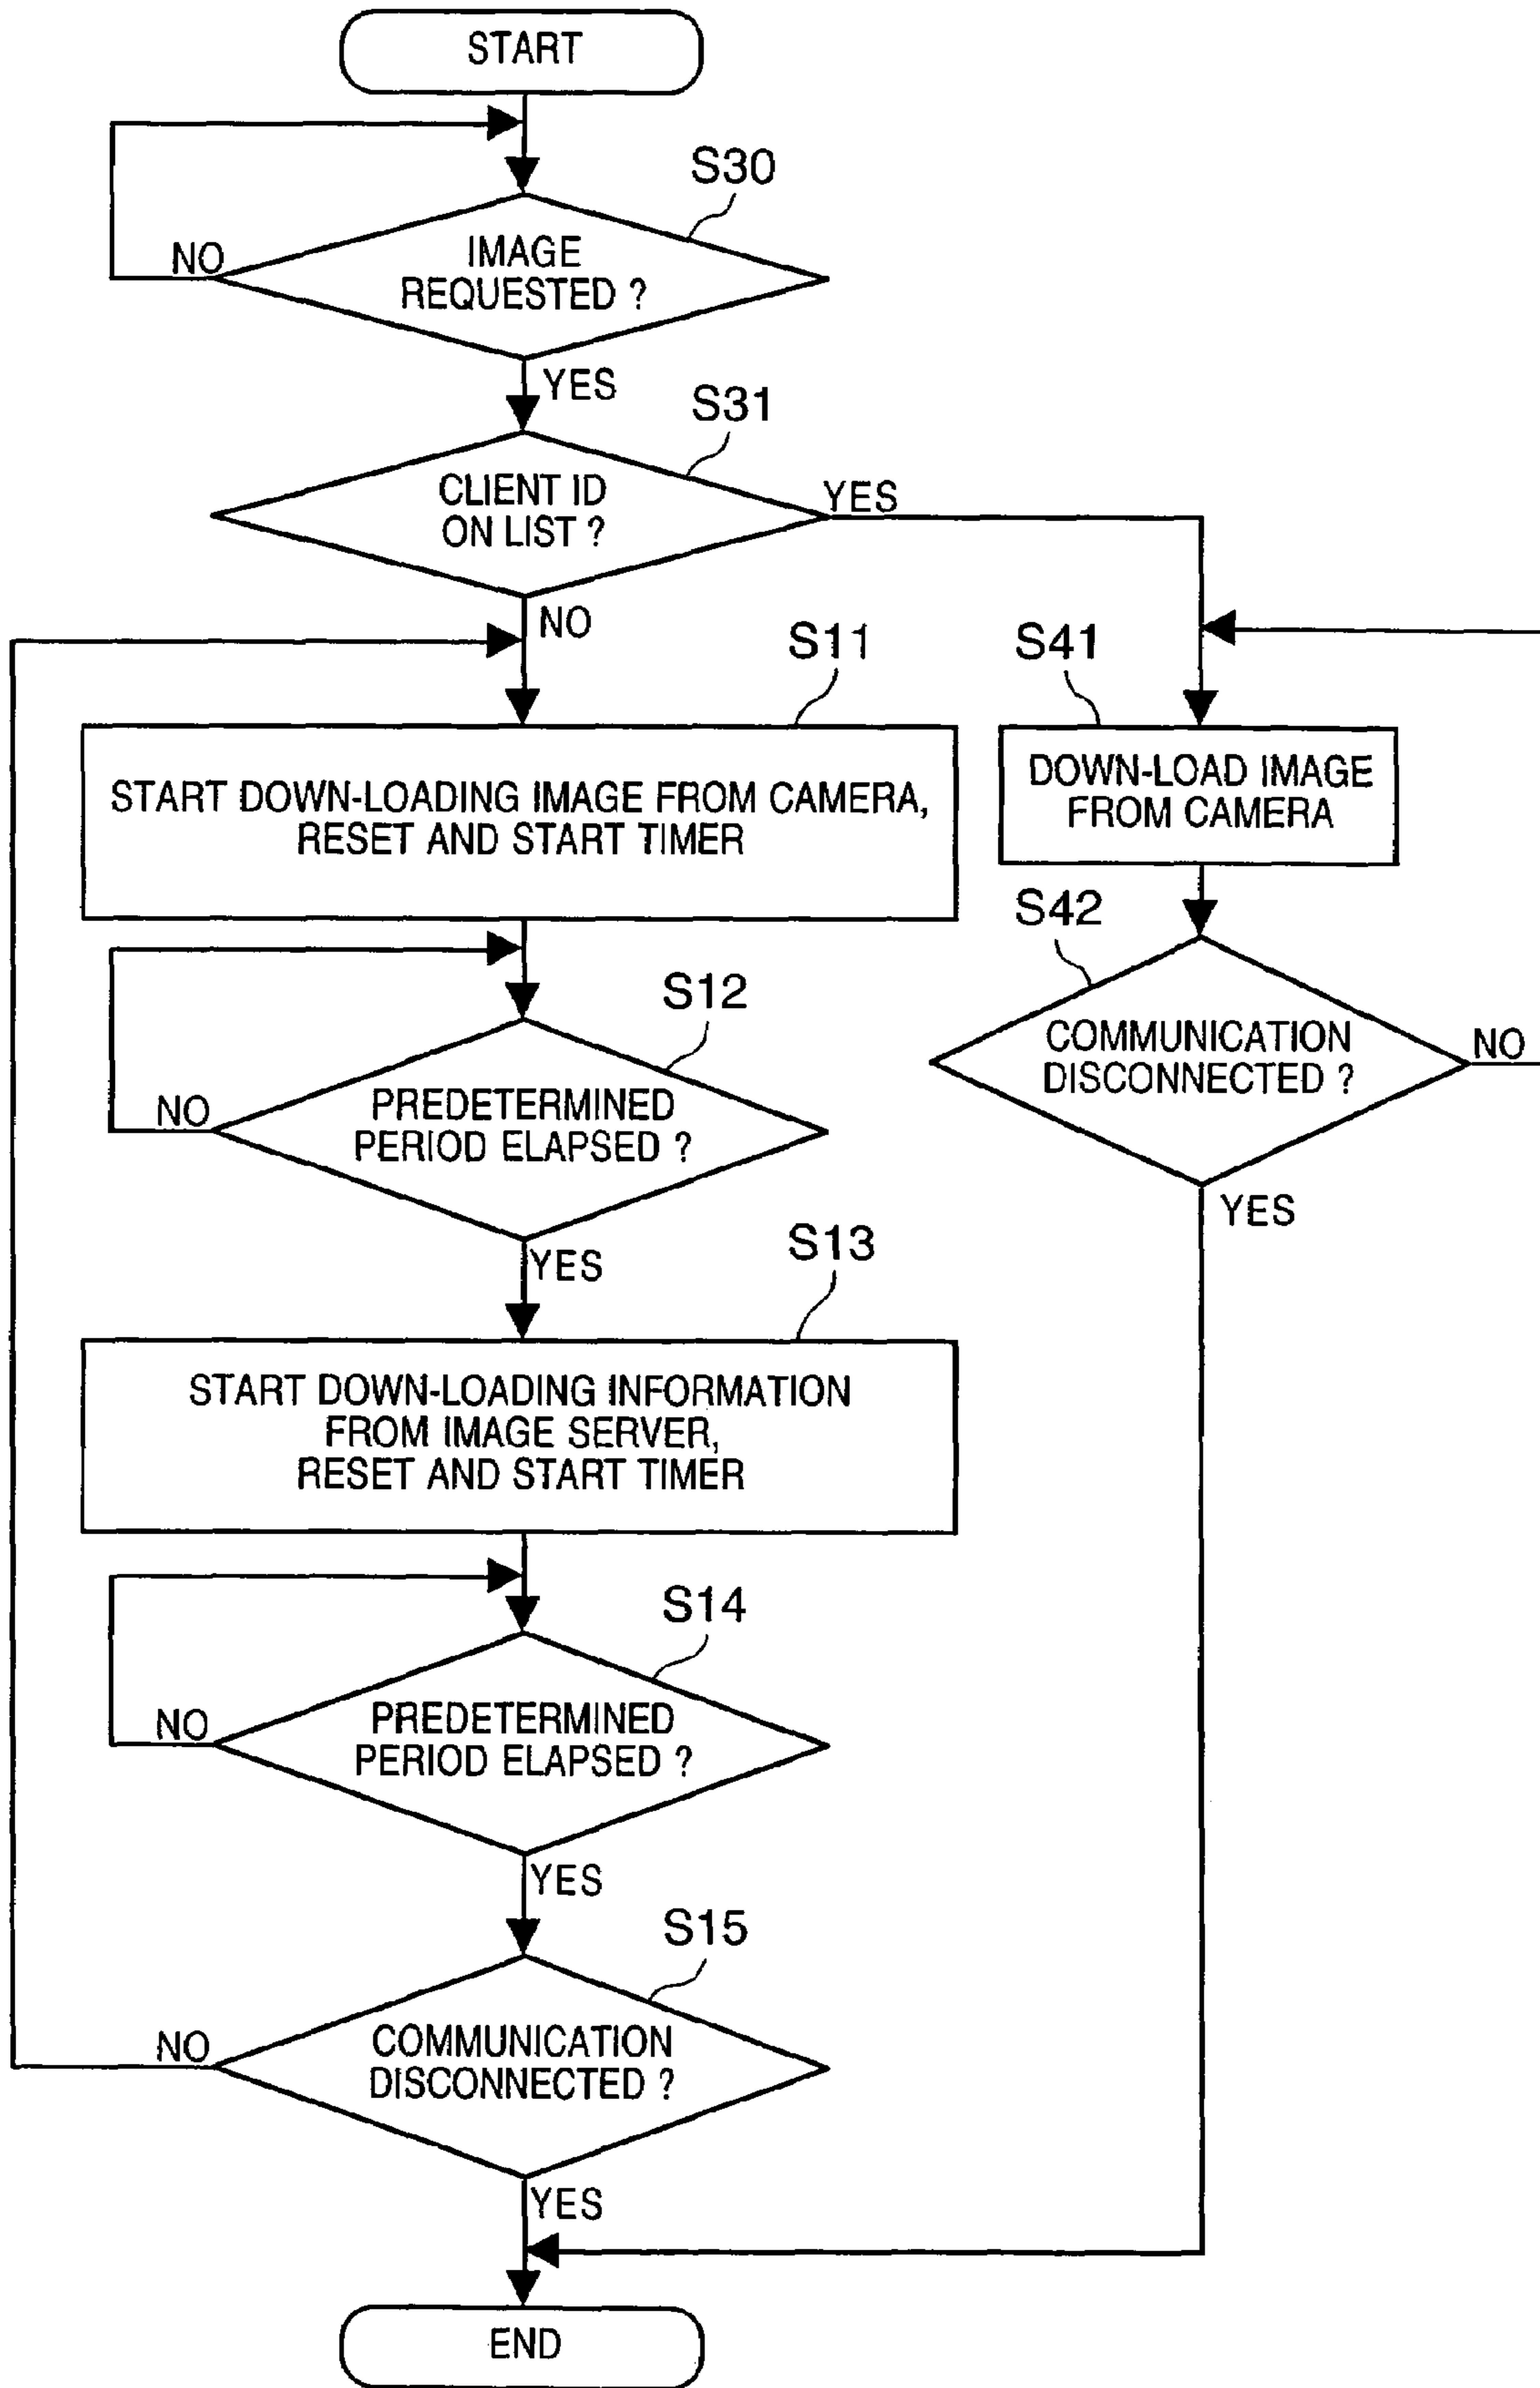 START
S30
NO
IMAGE
REQUESTED ?
YES
S31
CLIENT ID
ON LIST ?
YES
NO
S11
START DOWN-LOADING IMAGE FROM CAMERA,
RESET AND START TIMER
S41
DOWN-LOAD IMAGE
FROM CAMERA
S42
COMMUNICATION
DISCONNECTED ?
NO
YES
S12
NO
PREDETERMINED
PERIOD ELAPSED ?
YES
S13
START DOWN-LOADING INFORMATION
FROM IMAGE SERVER,
RESET AND START TIMER
S14
NO
PREDETERMINED
PERIOD ELAPSED ?
YES
S15
NO
COMMUNICATION
DISCONNECTED ?
YES
END